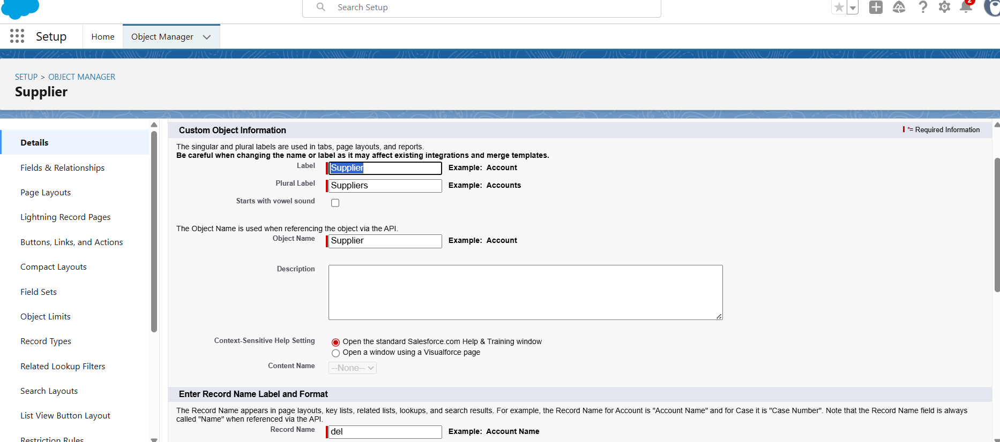 Search Setup
2
Setup
Home
Object Manager
SETUP > OBJECT MANAGER
Supplier
Details
Fields & Relationships
Page Layouts
Lightning Record Pages
Buttons, Links, and Actions
Compact Layouts
Field Sets
Object Limits
Record Types
Related Lookup Filters
Search Layouts
List View Button Layout
Restriction Rules
Custom Object Information
* = Required Information
The singular and plural labels are used in tabs, page layouts, and reports.
Be careful when changing the name or label as it may affect existing integrations and merge templates.
Label Supplier Example: Account
Plural Label Suppliers Example: Accounts
Starts with vowel sound
The Object Name is used when referencing the object via the API.
Object Name Supplier Example: Account
Description
Context-Sensitive Help Setting Open the standard Salesforce.com Help & Training window
Open a window using a Visualforce page
Content Name --None--
Enter Record Name Label and Format
The Record Name appears in page layouts, key lists, related lists, lookups, and search results. For example, the Record Name for Account is "Account Name" and for Case it is "Case Number". Note that the Record Name field is always
called "Name" when referenced via the API.
Record Name del Example: Account Name